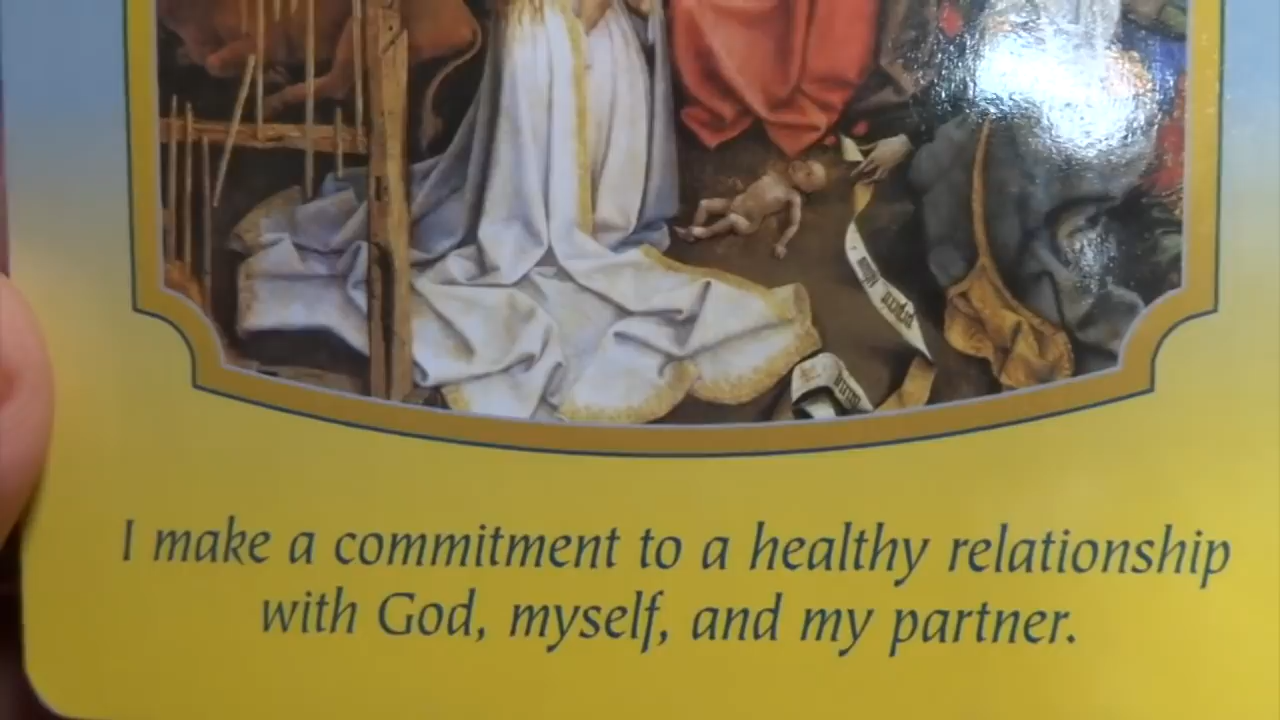 I make a commitment to a healthy relationship
with God, myself, and my partner.